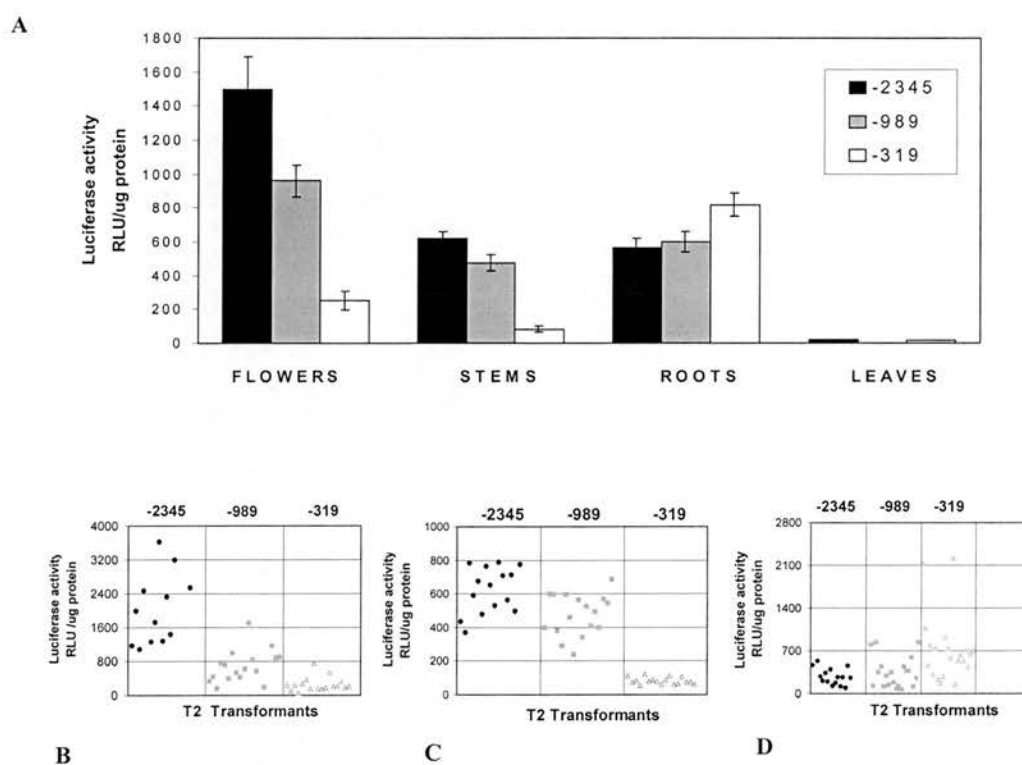 A
Luciferase activity
RLU/ug protein
1800
1600
1400
1200
1000
800
600
400
200
0
-2345
-989
-319
FLOWERS STEMS ROOTS LEAVES
-2345 -989 -319
Luciferase activity
RLU /ug protein
4000
3200
2400
1600
800
0
T2 Transformants
B
-2345 -989 -319
Luciferase activity
RLU /ug protein
1000
800
600
400
200
0
T2 Transformants
C
-2345 -989 -319
Luciferase activity
RLU/ug protein
2800
2100
1400
700
0
T2 Transformants
D